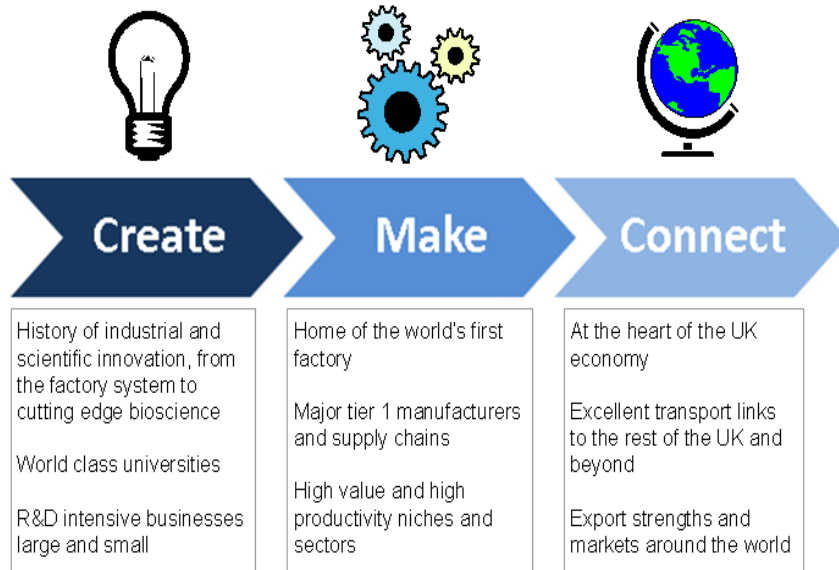 Create
Make
Connect
History of industrial and
scientific innovation, from
the factory system to
cutting edge bioscience
World class universities
R&D intensive businesses
large and small
Home of the world's first
factory
Major tier 1 manufacturers
and supply chains
High value and high
productivity niches and
sectors
At the heart of the UK
economy
Excellent transport links
to the rest of the UK and
beyond
Export strengths and
markets around the world